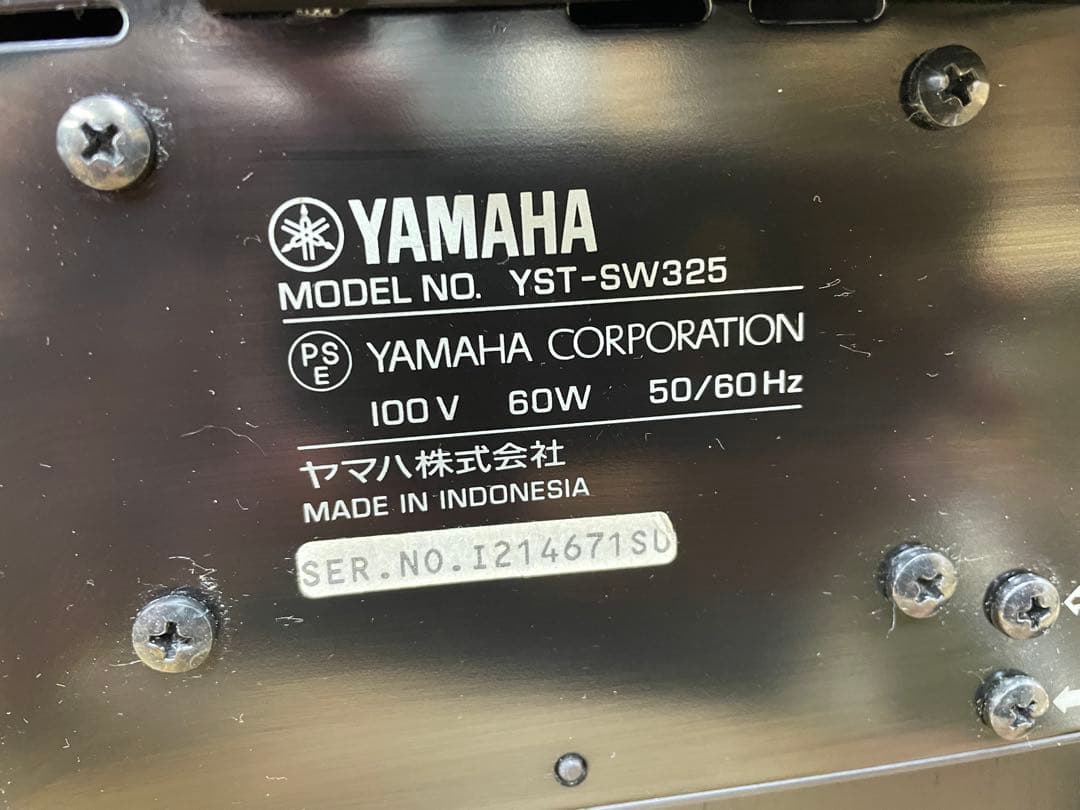 YAMAHA
MODEL NO. YST-SW325
PSE YAMAHA CORPORATION
100V 60W 50/60Hz
ヤマハ株式会社
MADE IN INDONESIA
SER.NO.I214671SU